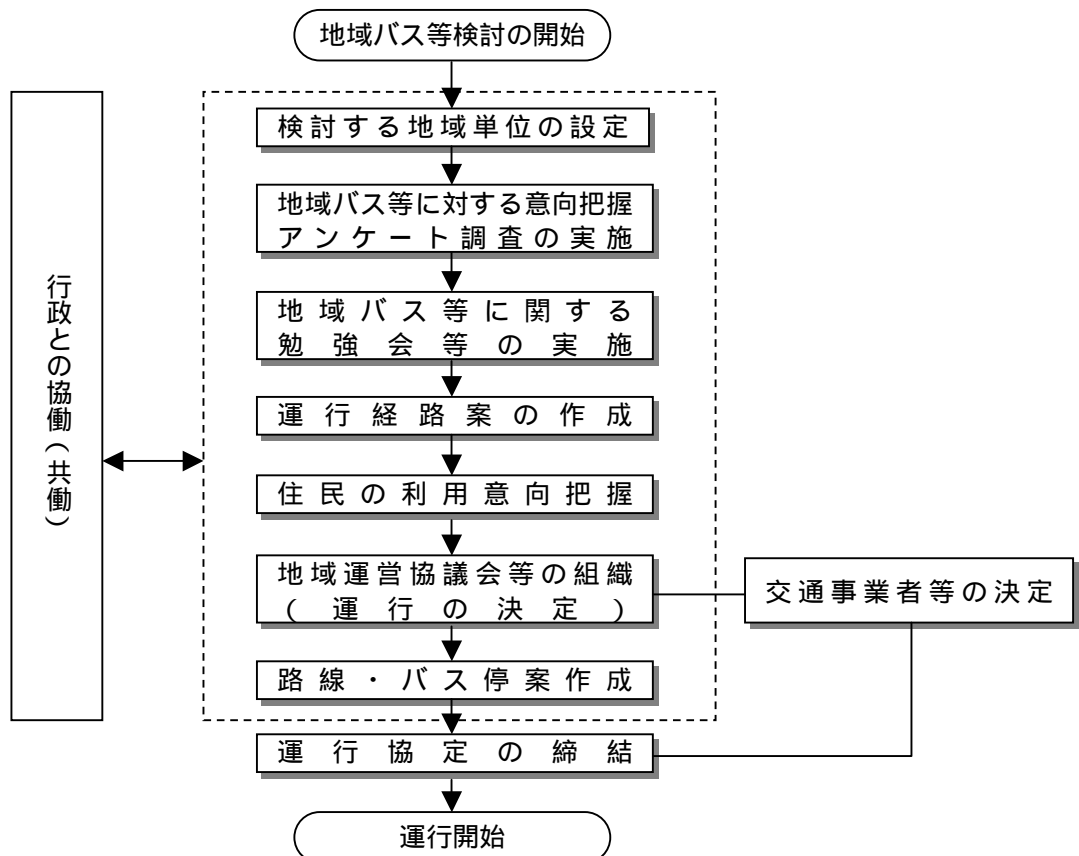 地域バス等検討の開始
検討する地域単位の設定
地域バス等に対する意向把握
アンケート調査の実施
地域バス等に関する
勉強会等の実施
運行経路案の作成
住民の利用意向把握
地域運営協議会等の組織
(運行の決定)
路線・バス停案作成
運行協定の締結
運行開始
行政との協働(共働)
交通事業者等の決定